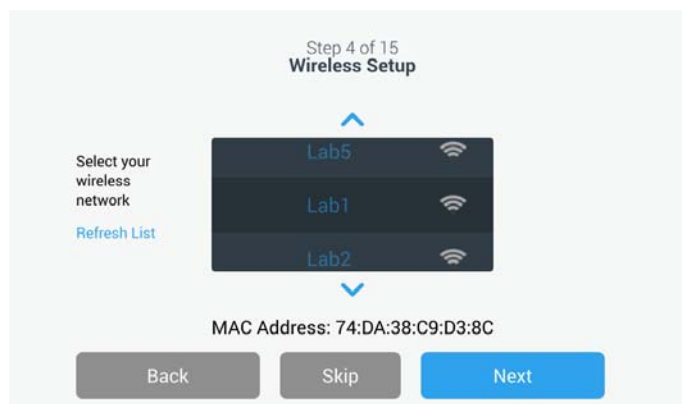 Step 4 of 15
Wireless Setup
Select your
wireless
network
Refresh List
Lab5
Lab1
Lab2
MAC Address: 74:DA:38:C9:D3:8C
Back
Skip
Next